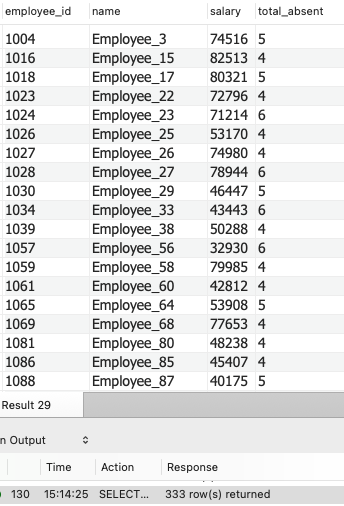 employee_id name salary total_absent
1004 Employee_3 74516 5
1016 Employee_15 82513 4
1018 Employee_17 80321 5
1023 Employee_22 72796 4
1024 Employee_23 71214 6
1026 Employee_25 53170 4
1027 Employee_26 74980 4
1028 Employee_27 78944 6
1030 Employee_29 46447 5
1034 Employee_33 43443 6
1039 Employee_38 50288 4
1057 Employee_56 32930 6
1059 Employee_58 79985 4
1061 Employee_60 42812 4
1065 Employee_64 53908 5
1069 Employee_68 77653 4
1081 Employee_80 48238 4
1086 Employee_85 45407 4
1088 Employee_87 40175 5
Result 29
n Output
Time Action Response
130 15:14:25 SELECT... 333 row(s) returned